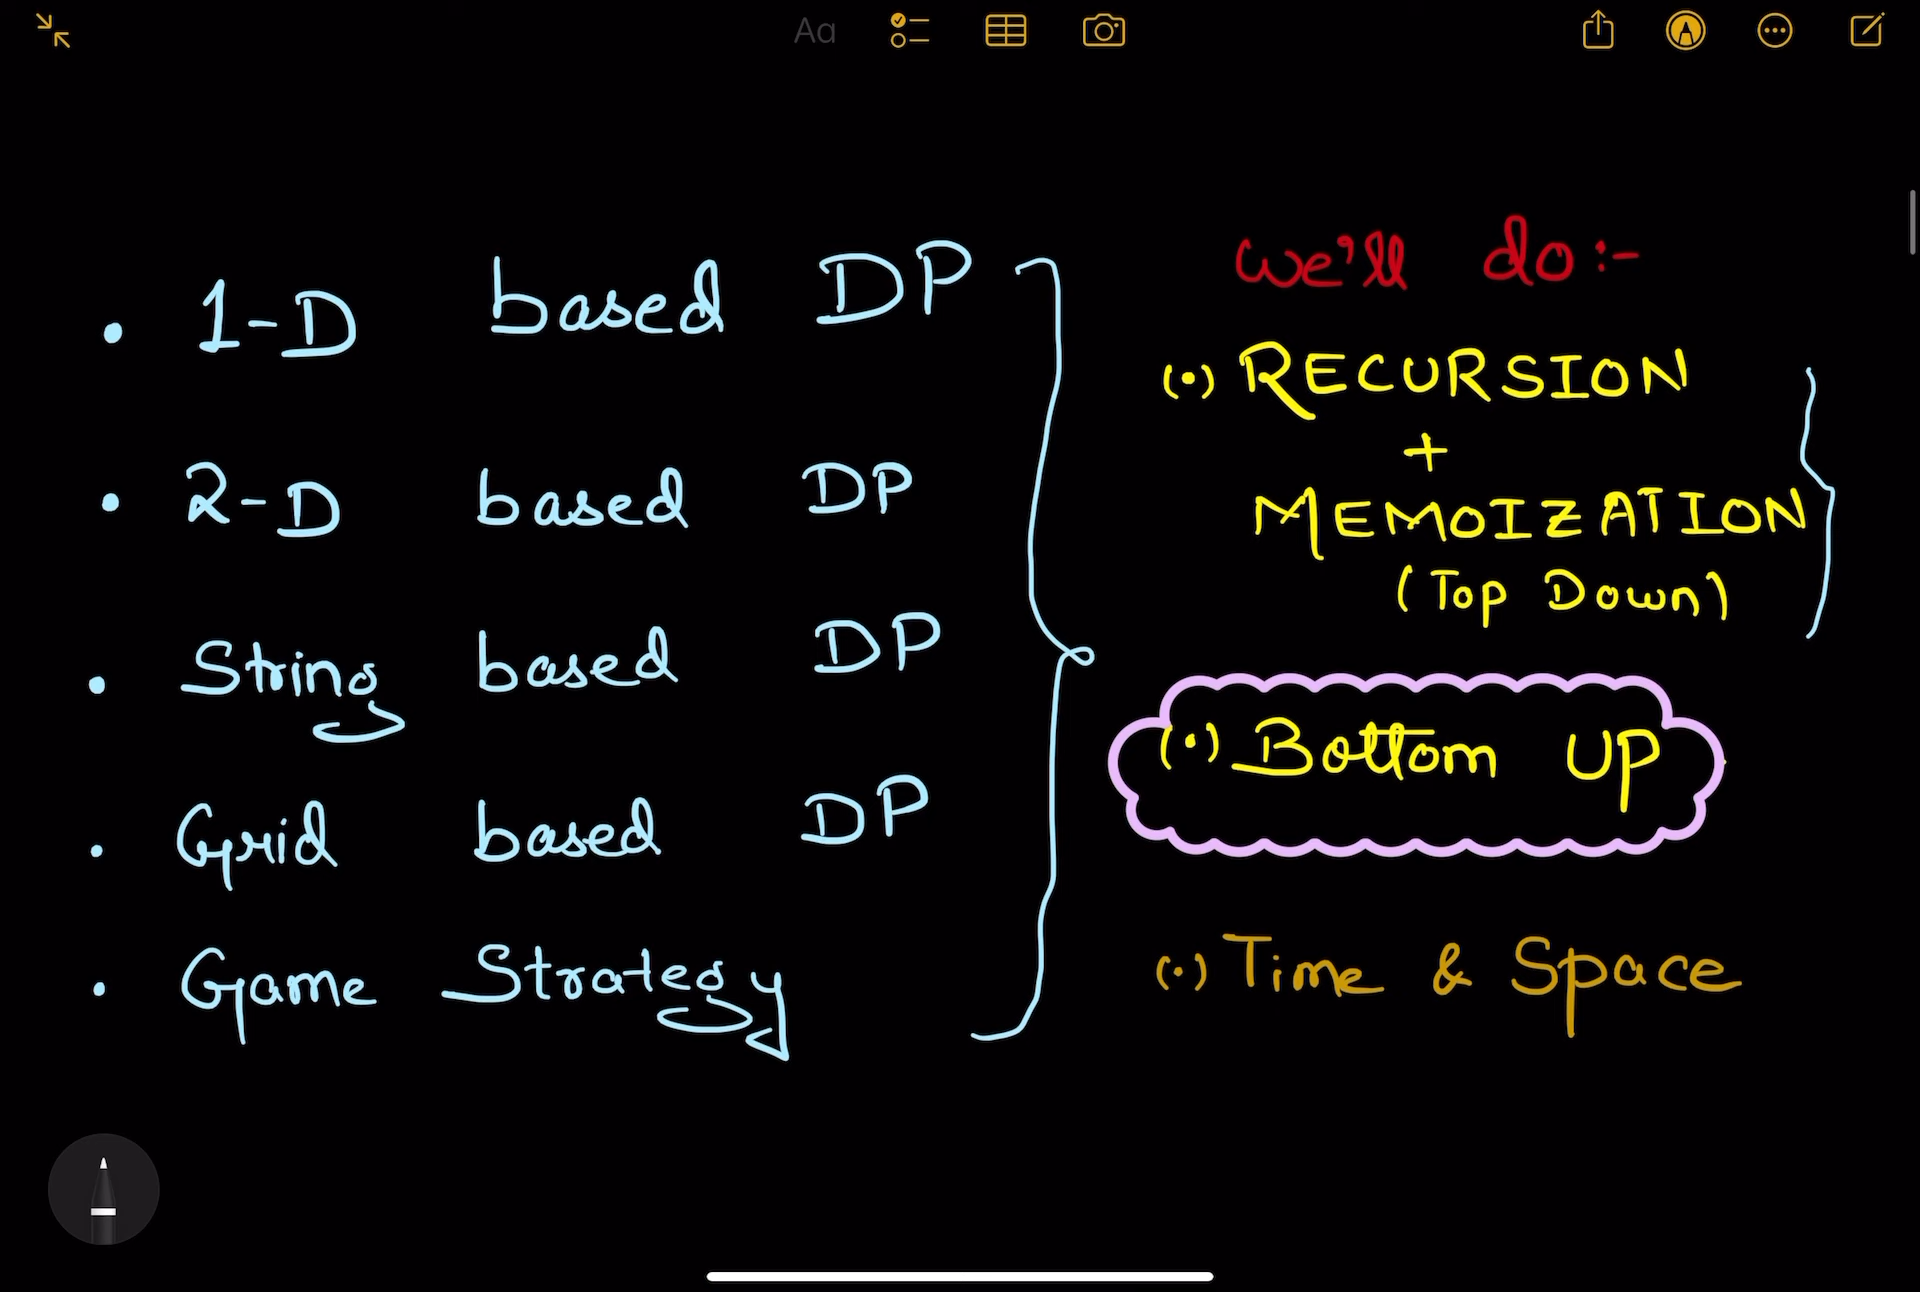 Aa
• 1-D based DP
• 2-D based DP
• String based DP
• Grid based DP
• Game Strategy
we'll do:-
(•) RECURSION
+
MEMOIZATION
(Top Down)
(•) Bottom UP
(•) Time & Space